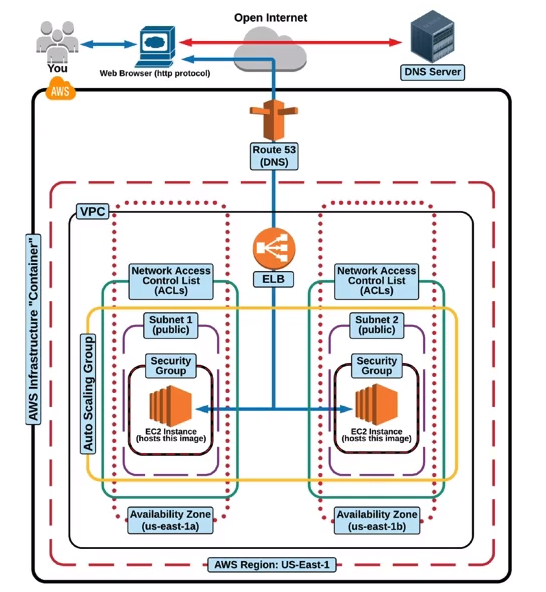 Open Internet
You
Web Browser (http protocol)
DNS Server
AWS
Route 53
(DNS)
VPC
ELB
Network Access
Control List
(ACLs)
Network Access
Control List
(ACLs)
Subnet 1
(public)
Subnet 2
(public)
Security
Group
Security
Group
EC2 Instance
(hosts this image)
EC2 Instance
(hosts this image)
Auto Scaling Group
AWS Infrastructure "Container"
Availability Zone
(us-east-1a)
Availability Zone
(us-east-1b)
AWS Region: US-East-1